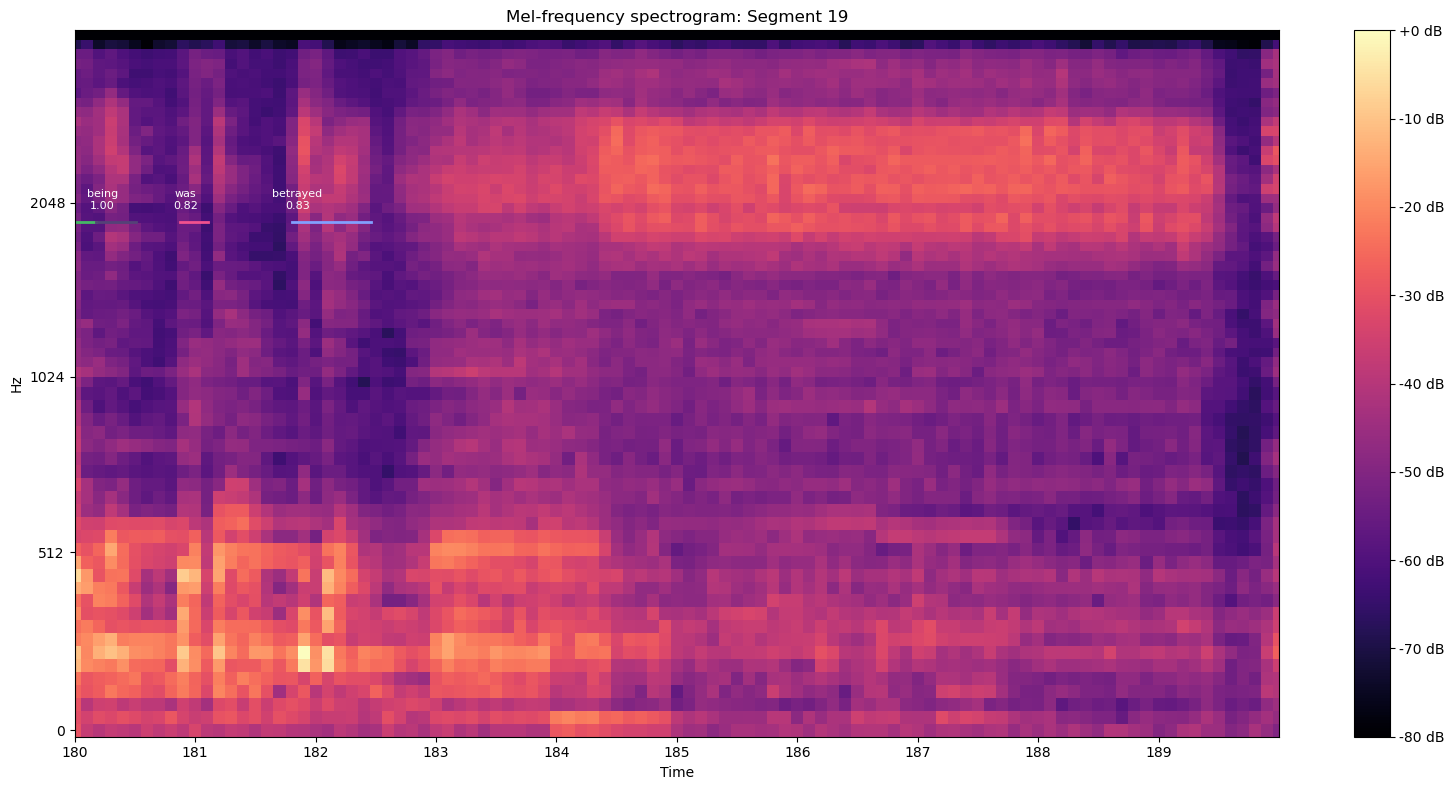 Mel-frequency spectrogram: Segment 19
+0 dB
-10 dB
-20 dB
-30 dB
-40 dB
-50 dB
-60 dB
-70 dB
-80 dB
Hz
2048
1024
512
0
being
1.00
was
0.82
betrayed
0.83
180 181 182 183 184 185 186 187 188 189
Time